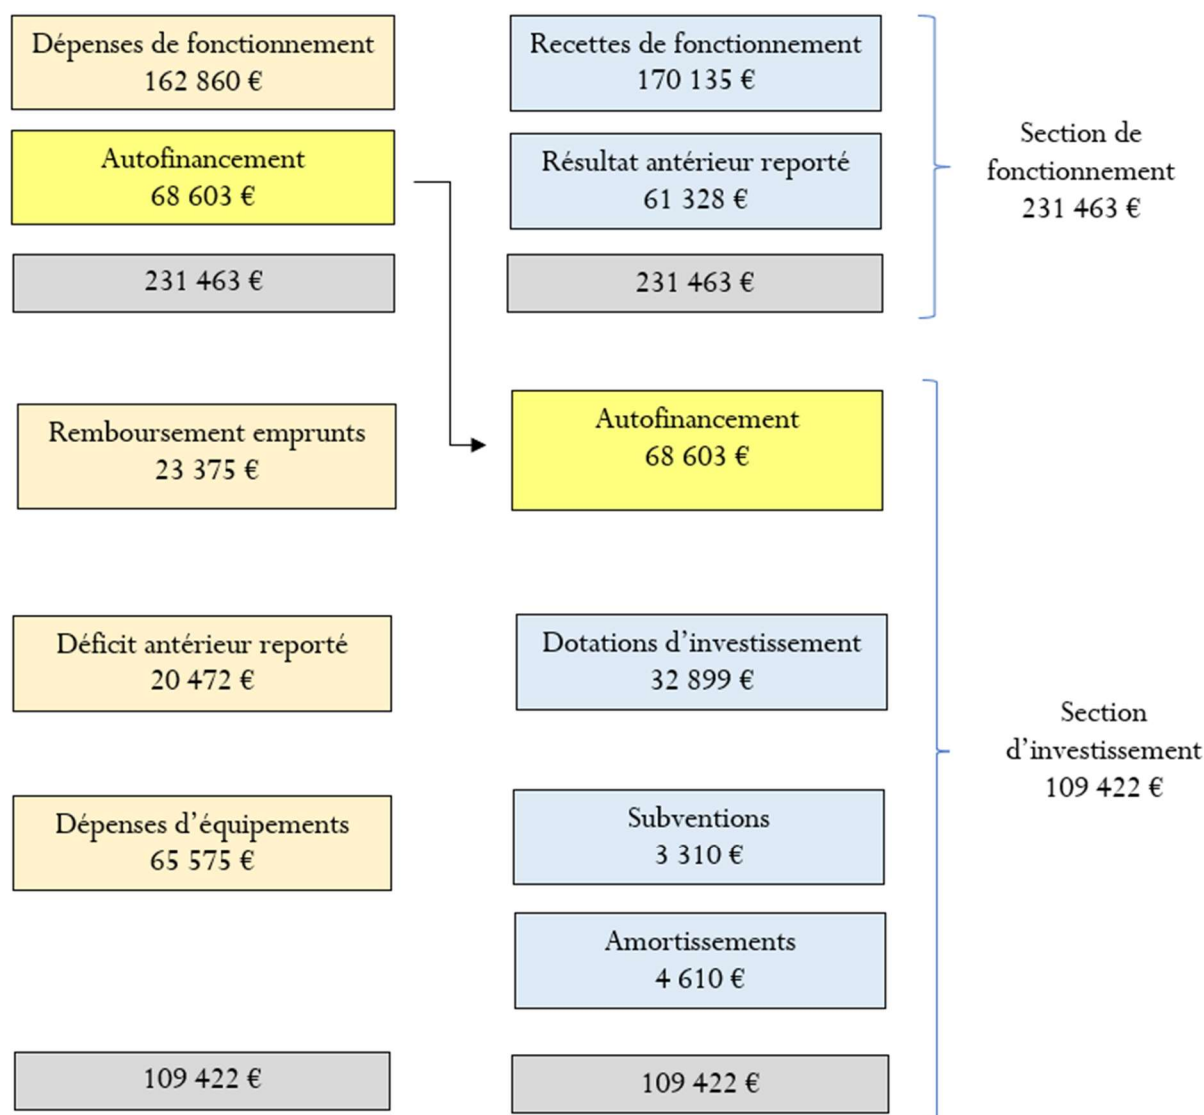 Dépenses de fonctionnement
162 860 €
Recettes de fonctionnement
170 135 €
Autofinancement
68 603 €
Résultat antérieur reporté
61 328 €
Section de
fonctionnement
231 463 €
231 463 €
231 463 €
Remboursement emprunts
23 375 €
Autofinancement
68 603 €
Déficit antérieur reporté
20 472 €
Dotations d’investissement
32 899 €
Section
d’investissement
109 422 €
Dépenses d’équipements
65 575 €
Subventions
3 310 €
Amortissements
4 610 €
109 422 €
109 422 €